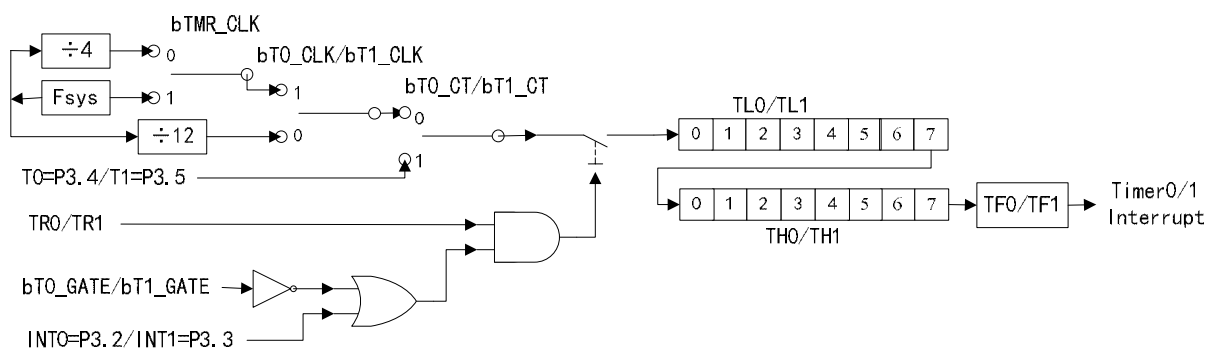 bTMR_CLK
÷4
0
bT0_CLK/bT1_CLK
Fsys
1
1
bT0_CT/bT1_CT
0
÷12
0
1
T0=P3.4/T1=P3.5
TR0/TR1
bT0_GATE/bT1_GATE
INT0=P3.2/INT1=P3.3
TL0/TL1
0 1 2 3 4 5 6 7
0 1 2 3 4 5 6 7
TH0/TH1
TF0/TF1
Timer0/1
Interrupt